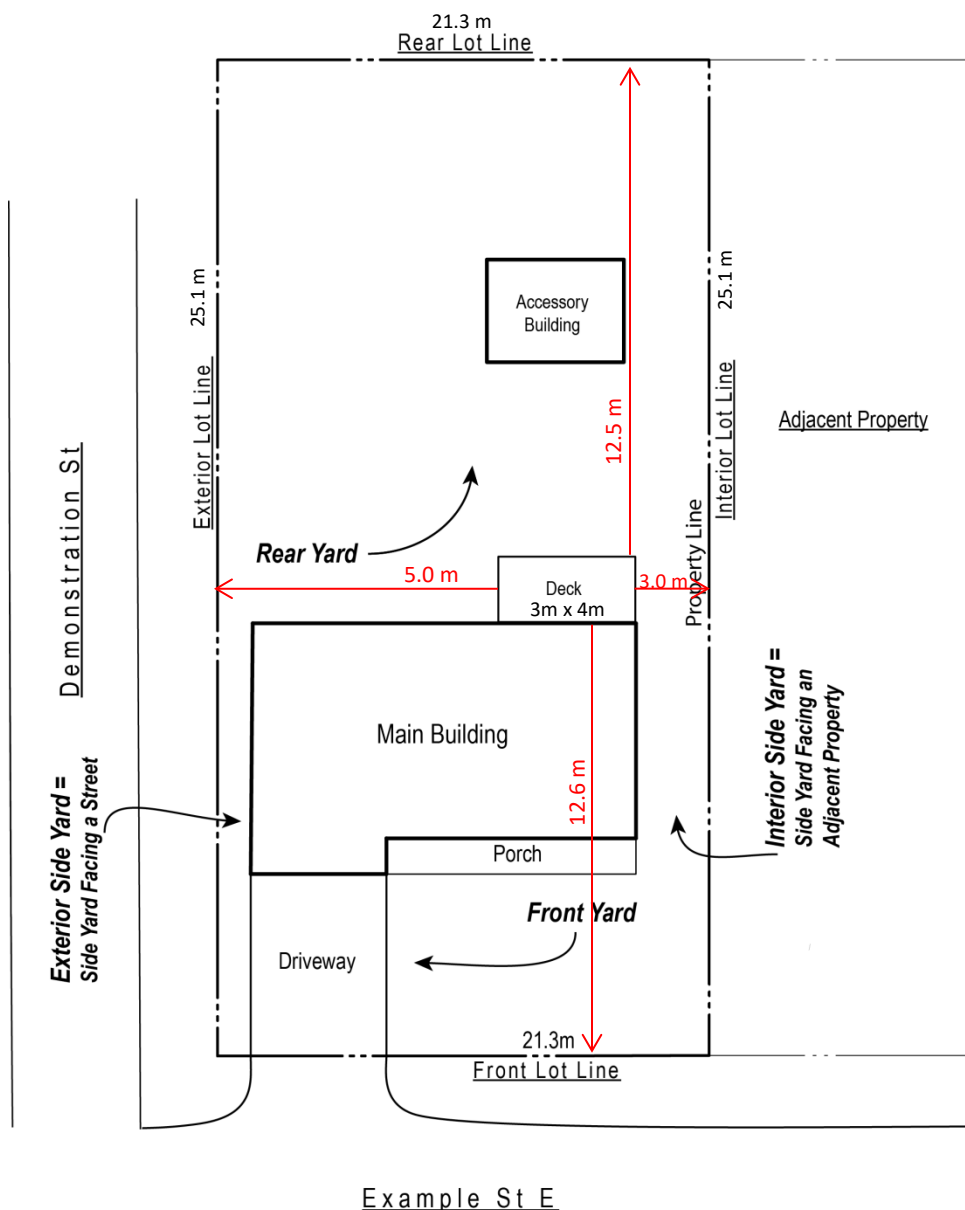 21.3 m
Rear Lot Line
25.1 m
25.1 m
Accessory
Building
Exterior Lot Line
Interior Lot Line
12.5 m
Adjacent Property
Demonstration St
Rear Yard
Property Line
5.0 m
Deck
3m x 4m
3.0 m
Main Building
12.6 m
Exterior Side Yard =
Side Yard Facing a Street
Interior Side Yard =
Side Yard Facing an
Adjacent Property
Porch
Front Yard
Driveway
21.3m
Front Lot Line
Example St E